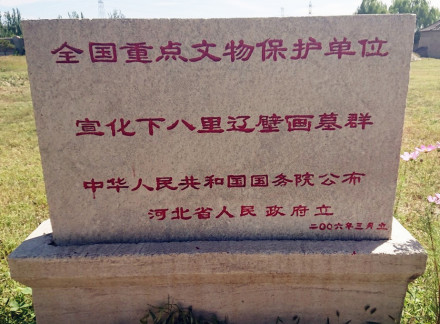 全国重点文物保护单位
宣化下八里辽壁画墓群
中华人民共和国国务院公布
河北省人民政府立
二〇〇六年三月立